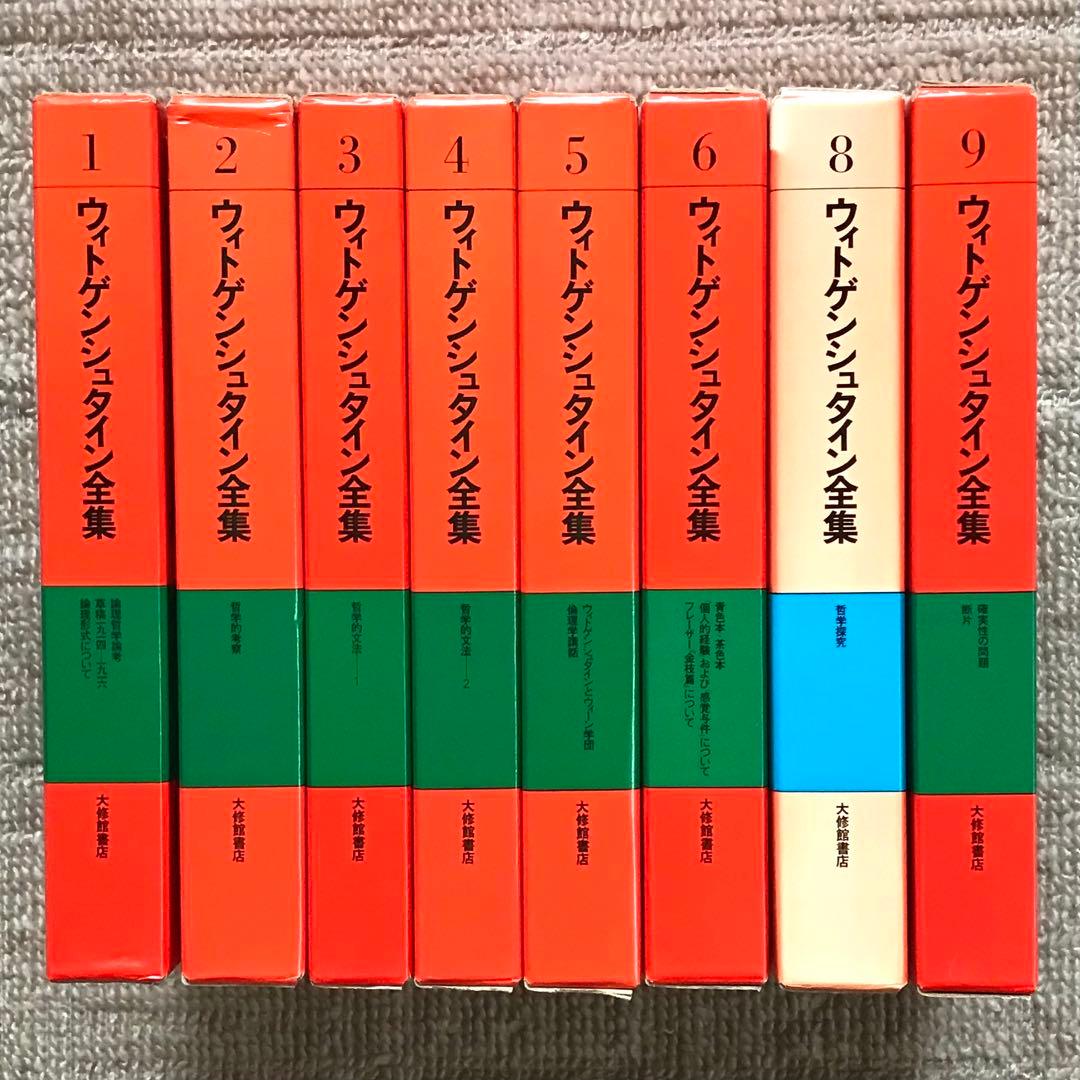 1
ウィトゲンシュタイン全集
論理哲学論考
草稿一九一四―一九一六
論理形式について
大修館書店
2
ウィトゲンシュタイン全集
哲学的考察
大修館書店
3
ウィトゲンシュタイン全集
哲学的文法――1
大修館書店
4
ウィトゲンシュタイン全集
哲学的文法――2
大修館書店
5
ウィトゲンシュタイン全集
ウィトゲンシュタインとウィーン学団
倫理学講話
大修館書店
6
ウィトゲンシュタイン全集
青色本・茶色本
「個人的経験」および「感覚与件」について
フレーザー『金枝篇』について
大修館書店
8
ウィトゲンシュタイン全集
哲学探究
大修館書店
9
ウィトゲンシュタイン全集
確実性の問題
断片
大修館書店